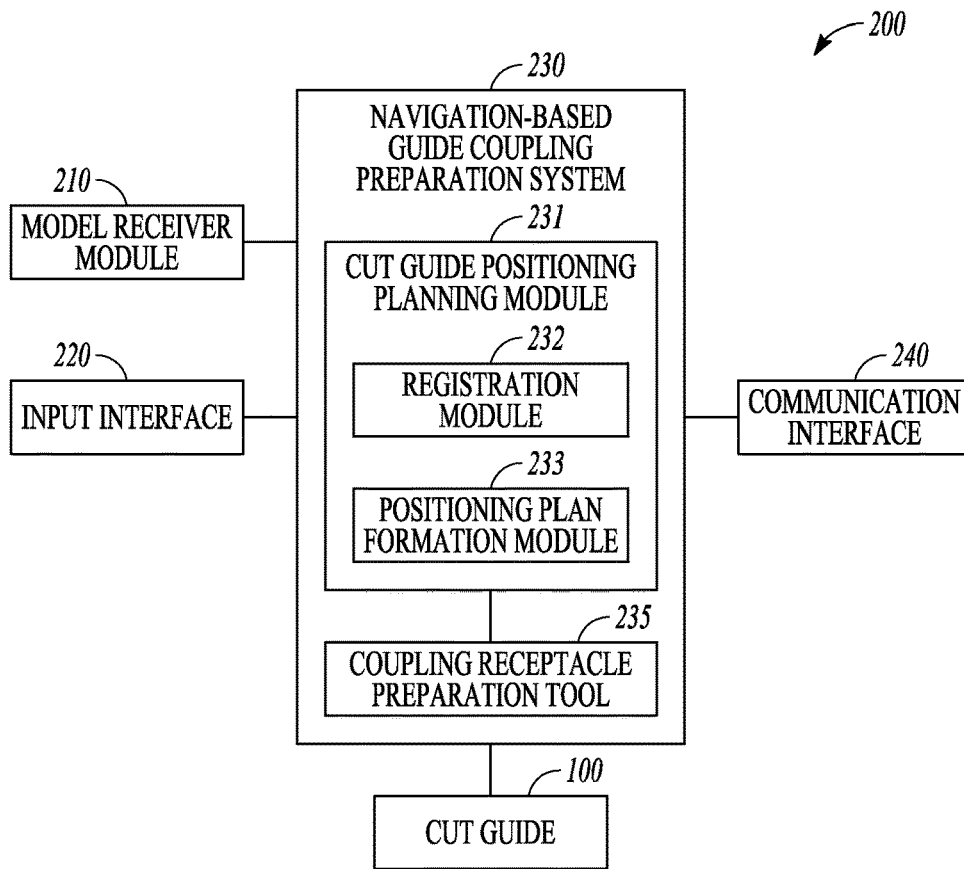 200
230
NAVIGATION-BASED
GUIDE COUPLING
PREPARATION SYSTEM
210
MODEL RECEIVER
MODULE
231
CUT GUIDE POSITIONING
PLANNING MODULE
232
REGISTRATION
MODULE
220
INPUT INTERFACE
240
COMMUNICATION
INTERFACE
233
POSITIONING PLAN
FORMATION MODULE
235
COUPLING RECEPTACLE
PREPARATION TOOL
100
CUT GUIDE